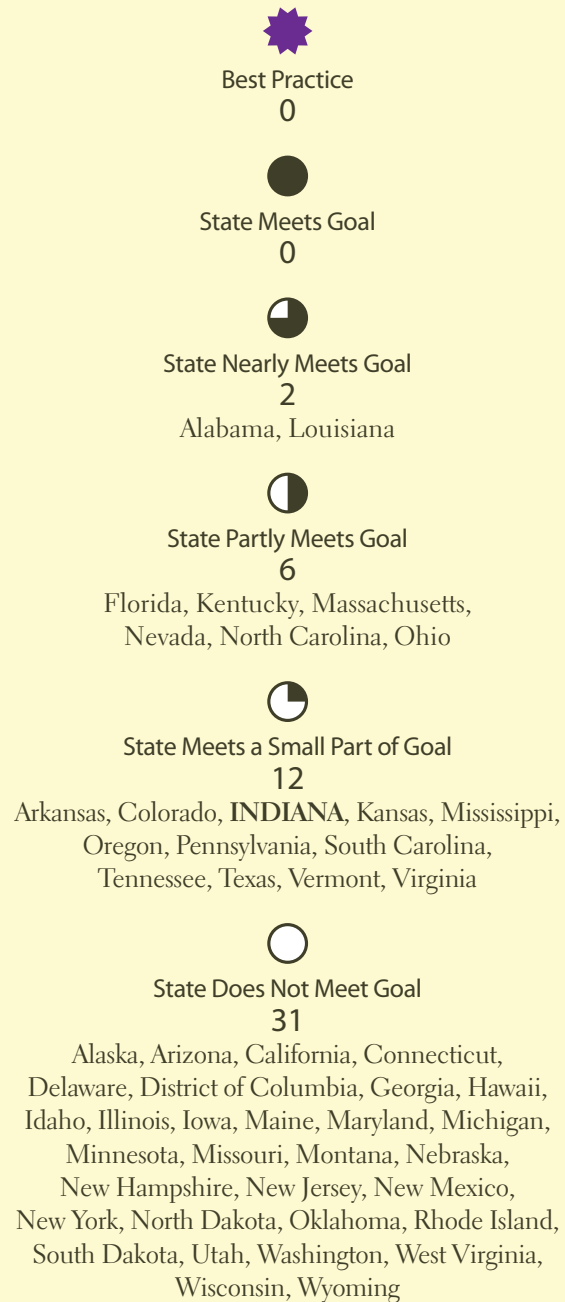 Best Practice
0
State Meets Goal
0
State Nearly Meets Goal
2
Alabama, Louisiana
State Partly Meets Goal
6
Florida, Kentucky, Massachusetts,
Nevada, North Carolina, Ohio
State Meets a Small Part of Goal
12
Arkansas, Colorado, INDIANA, Kansas, Mississippi,
Oregon, Pennsylvania, South Carolina,
Tennessee, Texas, Vermont, Virginia
State Does Not Meet Goal
31
Alaska, Arizona, California, Connecticut,
Delaware, District of Columbia, Georgia, Hawaii,
Idaho, Illinois, Iowa, Maine, Maryland, Michigan,
Minnesota, Missouri, Montana, Nebraska,
New Hampshire, New Jersey, New Mexico,
New York, North Dakota, Oklahoma, Rhode Island,
South Dakota, Utah, Washington, West Virginia,
Wisconsin, Wyoming